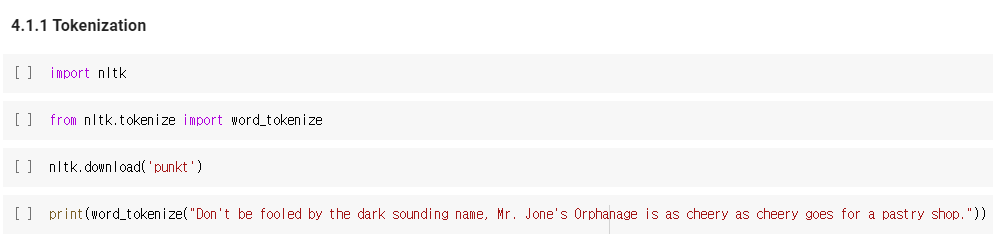 4.1.1 Tokenization
[ ] import nltk
[ ] from nltk.tokenize import word_tokenize
[ ] nltk.download('punkt')
[ ] print(word_tokenize("Don't be fooled by the dark sounding name, Mr. Jone's Orphanage is as cheery as cheery goes for a pastry shop."))